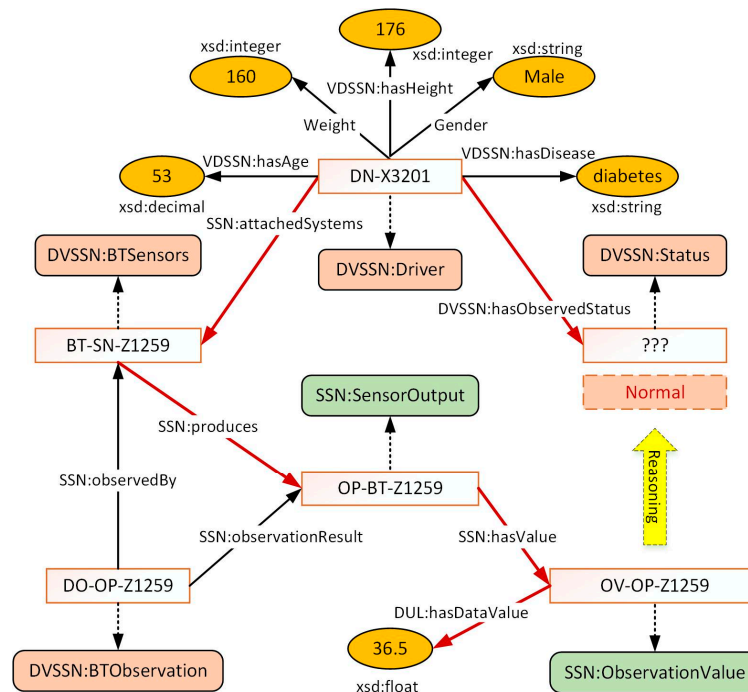 176
xsd:integer
xsd:integer
xsd:string
160
Male
VDSSN:hasHeight
Weight
Gender
VDSSN:hasAge
VDSSN:hasDisease
53
DN-X3201
diabetes
xsd:decimal
xsd:string
SSN:attachedSystems
DVSSN:BTSensors
DVSSN:Driver
DVSSN:Status
DVSSN:hasObservedStatus
BT-SN-Z1259
???
Normal
SSN:SensorOutput
SSN:produces
Reasoning
SSN:observedBy
OP-BT-Z1259
SSN:observationResult
SSN:hasValue
DO-OP-Z1259
OV-OP-Z1259
DUL:hasDataValue
36.5
DVSSN:BTObservation
SSN:ObservationValue
xsd:float